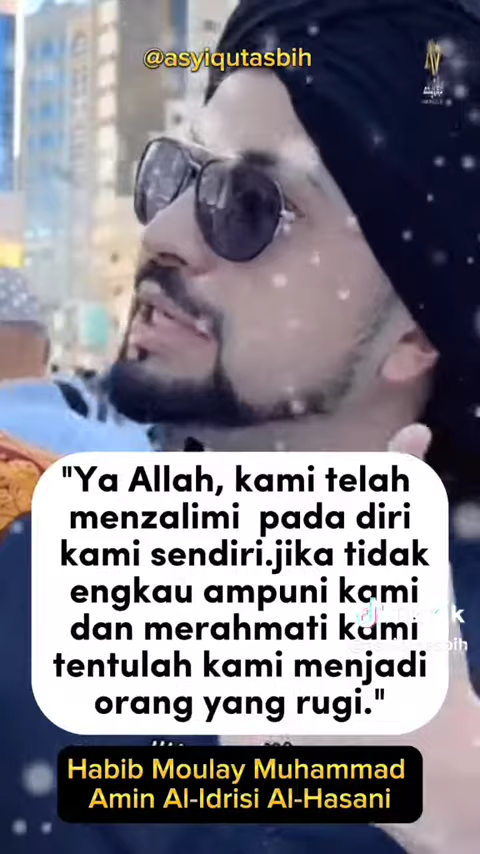 @asyiqutasbih
"Ya Allah, kami telah
menzalimi pada diri
kami sendiri.jika tidak
engkau ampuni kami
dan merahmati kami
tentulah kami menjadi
orang yang rugi."
Habib Moulay Muhammad
Amin Al-Idrisi Al-Hasani